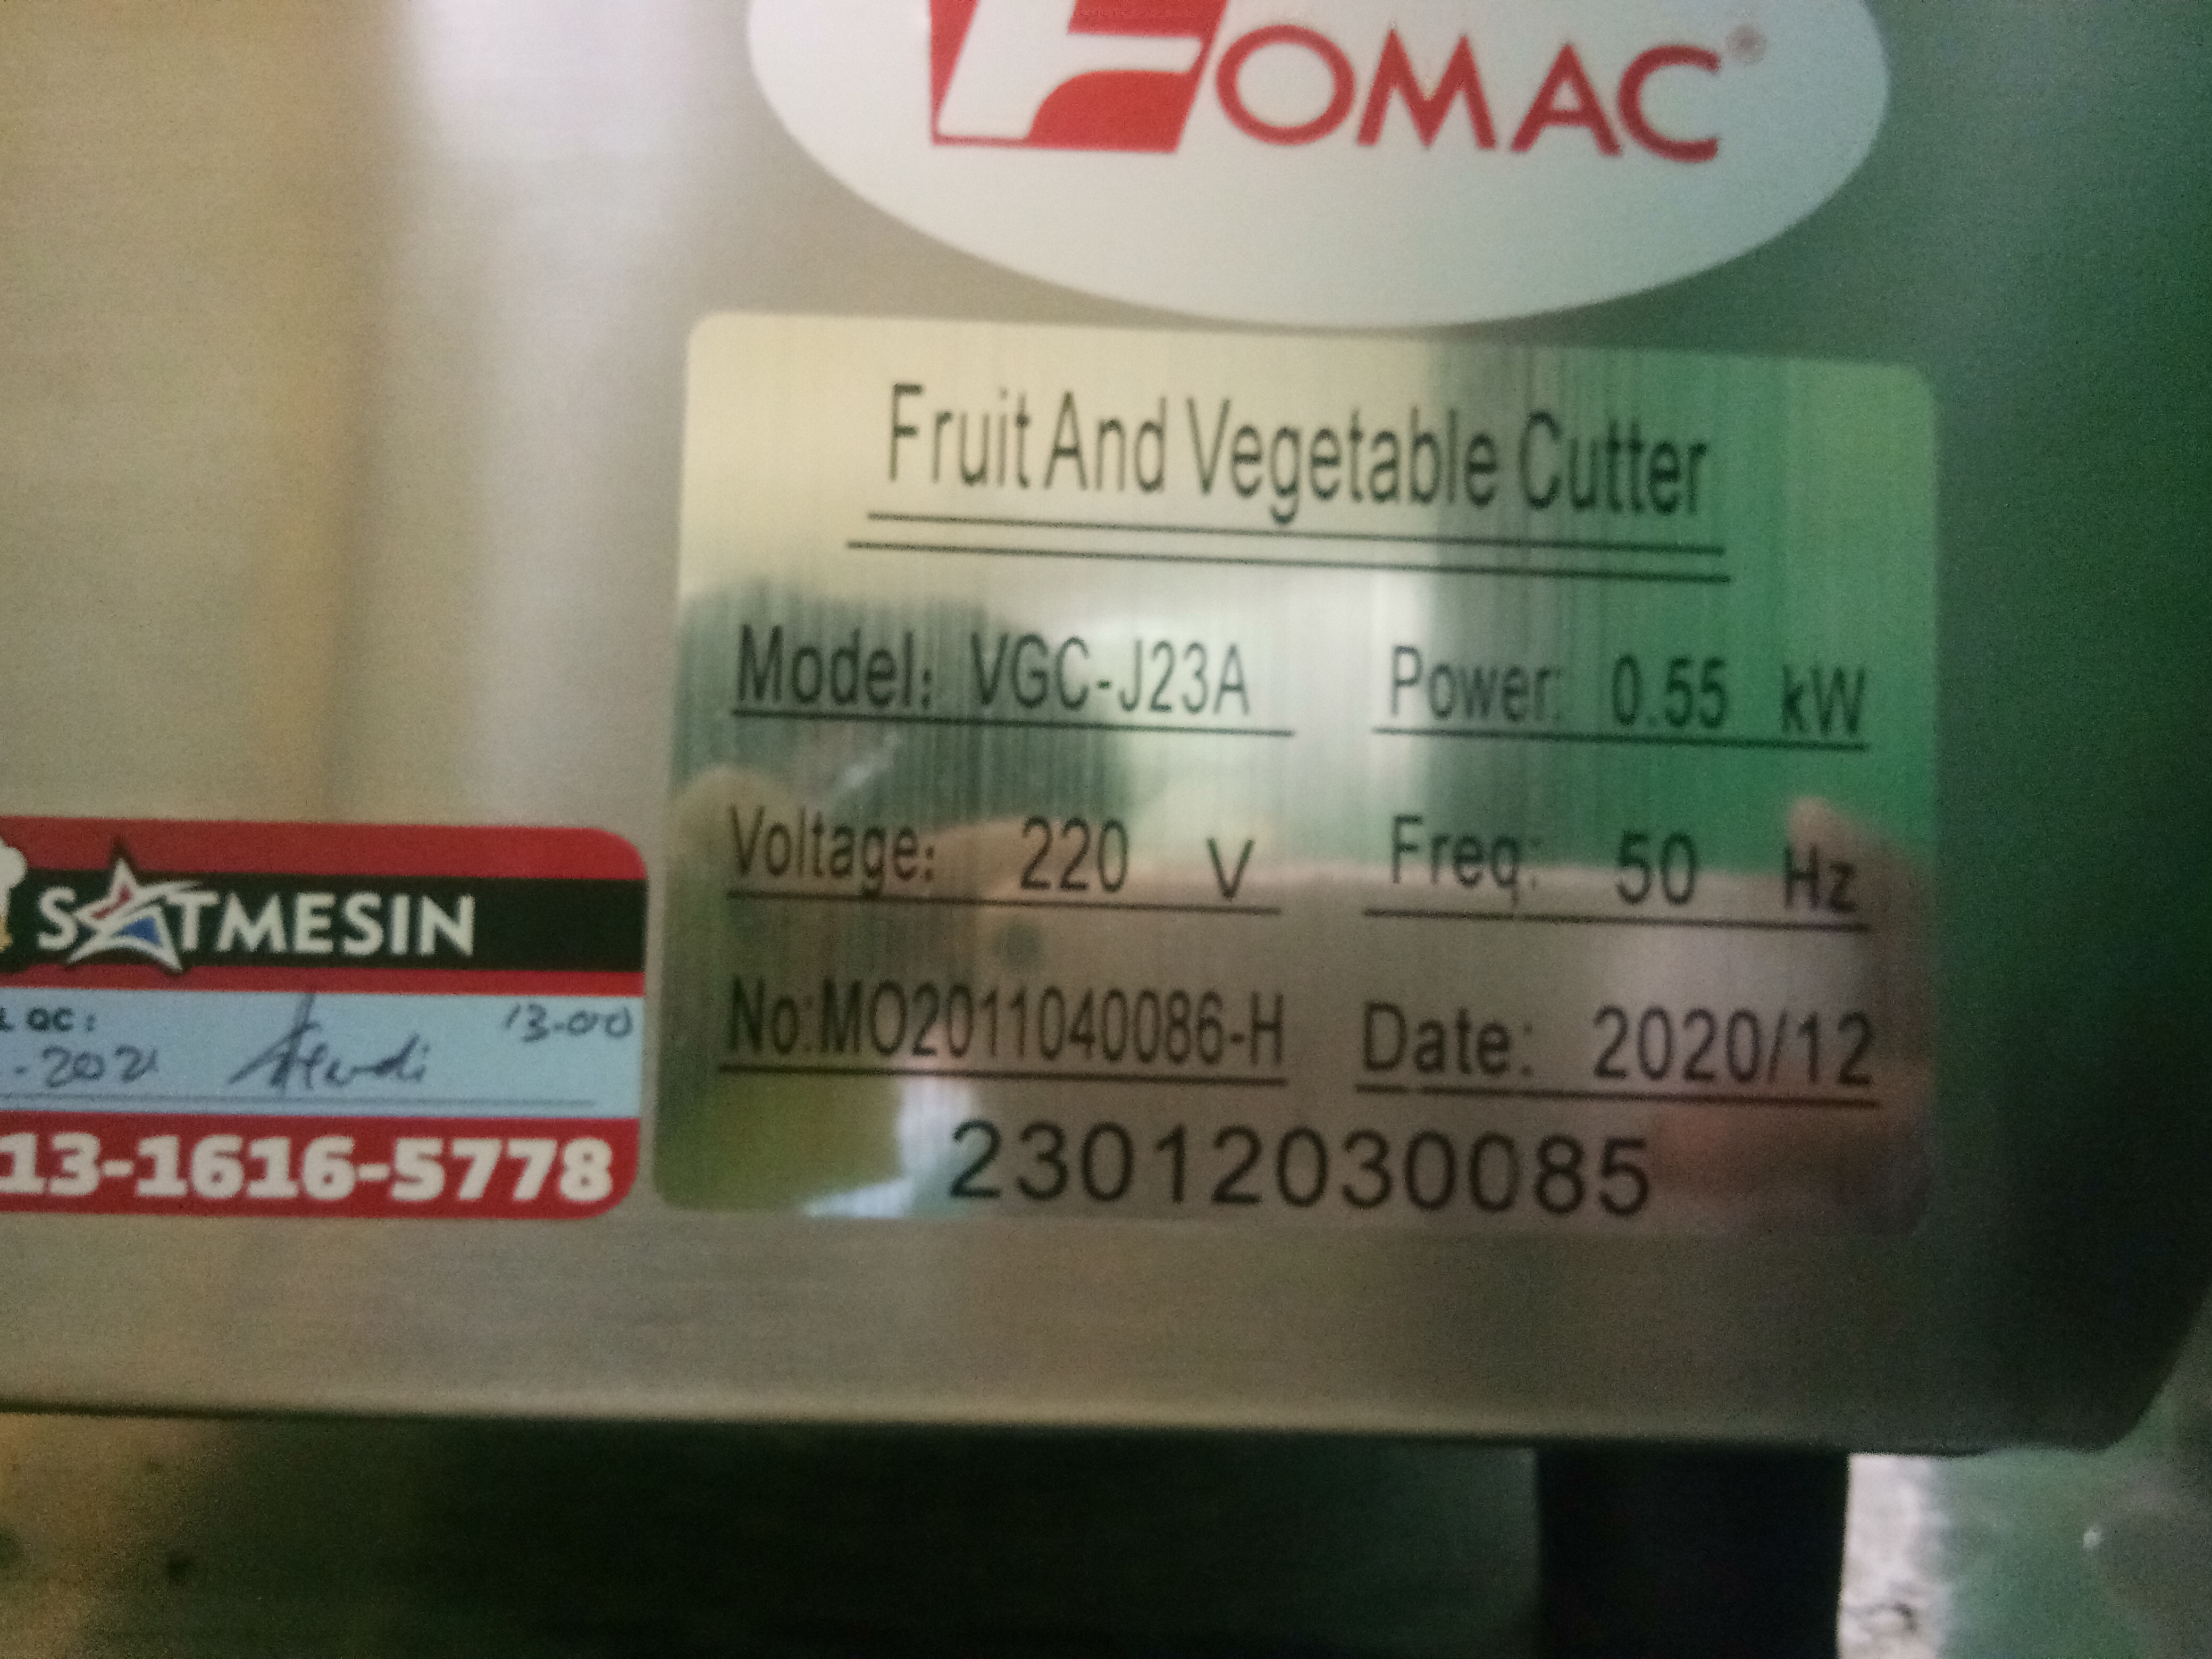 FOMAC®
Fruit And Vegetable Cutter
Model: VGC-J23A Power: 0.55 kW
Voltage: 220 V Freq: 50 Hz
No:MO2011040086-H Date: 2020/12
23012030085
SATMESIN
QC:
13-00
-2021
13-1616-5778